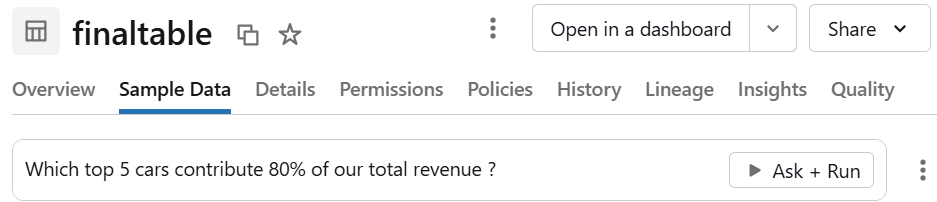 finaltable Open in a dashboard Share
Overview Sample Data Details Permissions Policies History Lineage Insights Quality
Which top 5 cars contribute 80% of our total revenue ? Ask + Run